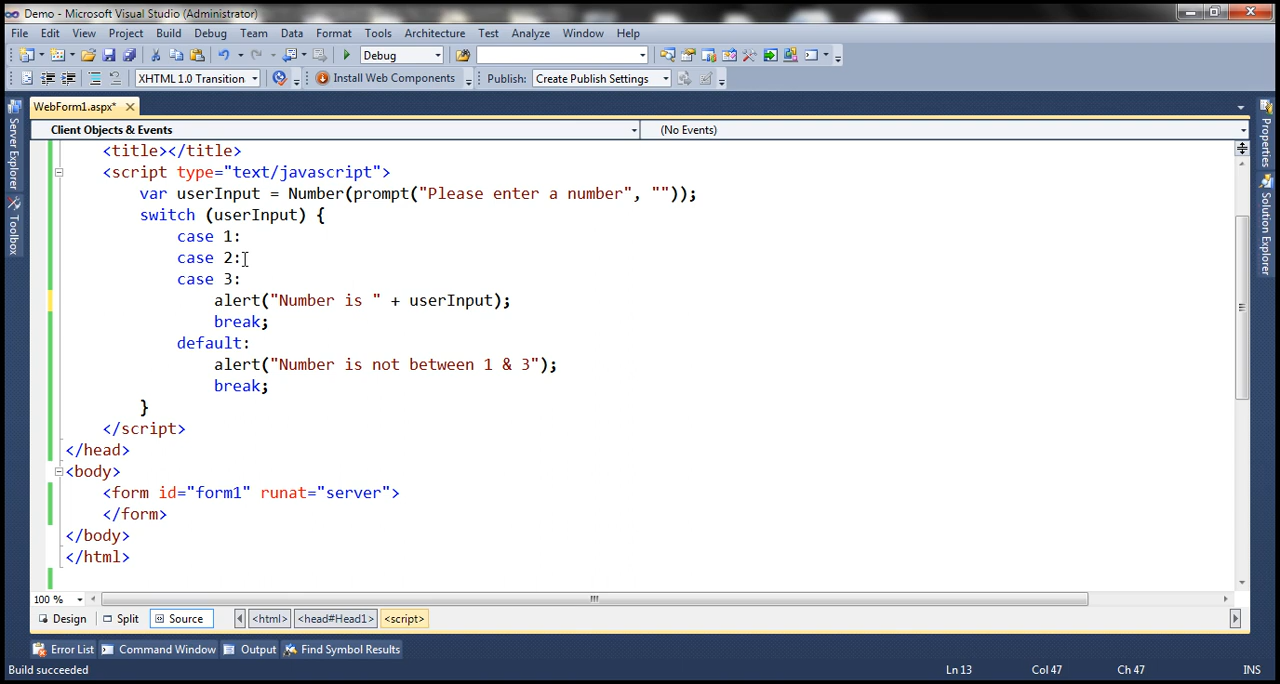 Demo - Microsoft Visual Studio (Administrator)
File Edit View Project Build Debug Team Data Format Tools Architecture Test Analyze Window Help
Debug
XHTML 1.0 Transition Install Web Components Publish: Create Publish Settings
WebForm1.aspx*
Client Objects & Events (No Events)
Server Explorer
Toolbox
Properties
Solution Explorer
<title></title>
<script type="text/javascript">
var userInput = Number(prompt("Please enter a number", ""));
switch (userInput) {
case 1:
case 2:
case 3:
alert("Number is " + userInput);
break;
default:
alert("Number is not between 1 & 3");
break;
}
</script>
</head>
<body>
<form id="form1" runat="server">
</form>
</body>
</html>
100 %
Design Split Source <html> <head#Head1> <script>
Error List Command Window Output Find Symbol Results
Build succeeded Ln 13 Col 47 Ch 47 INS